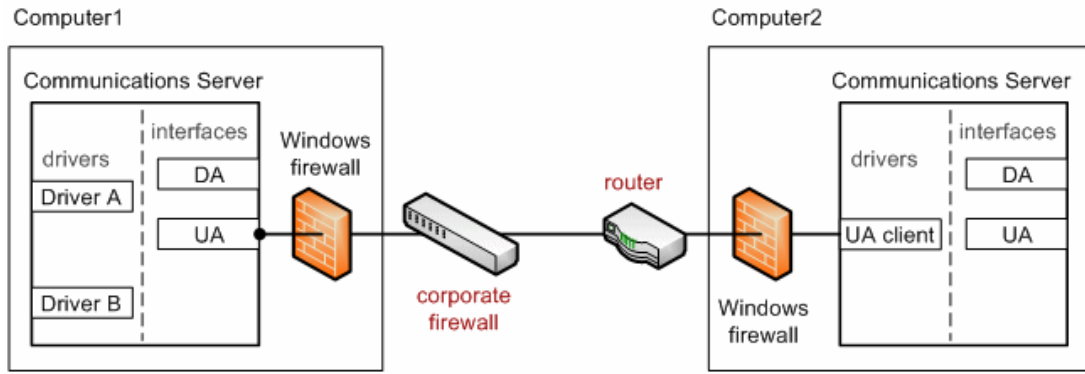 Computer1
Communications Server
drivers
interfaces
Driver A
DA
UA
Driver B
Windows
firewall
corporate
firewall
router
Computer2
Windows
firewall
Communications Server
drivers
interfaces
UA client
DA
UA